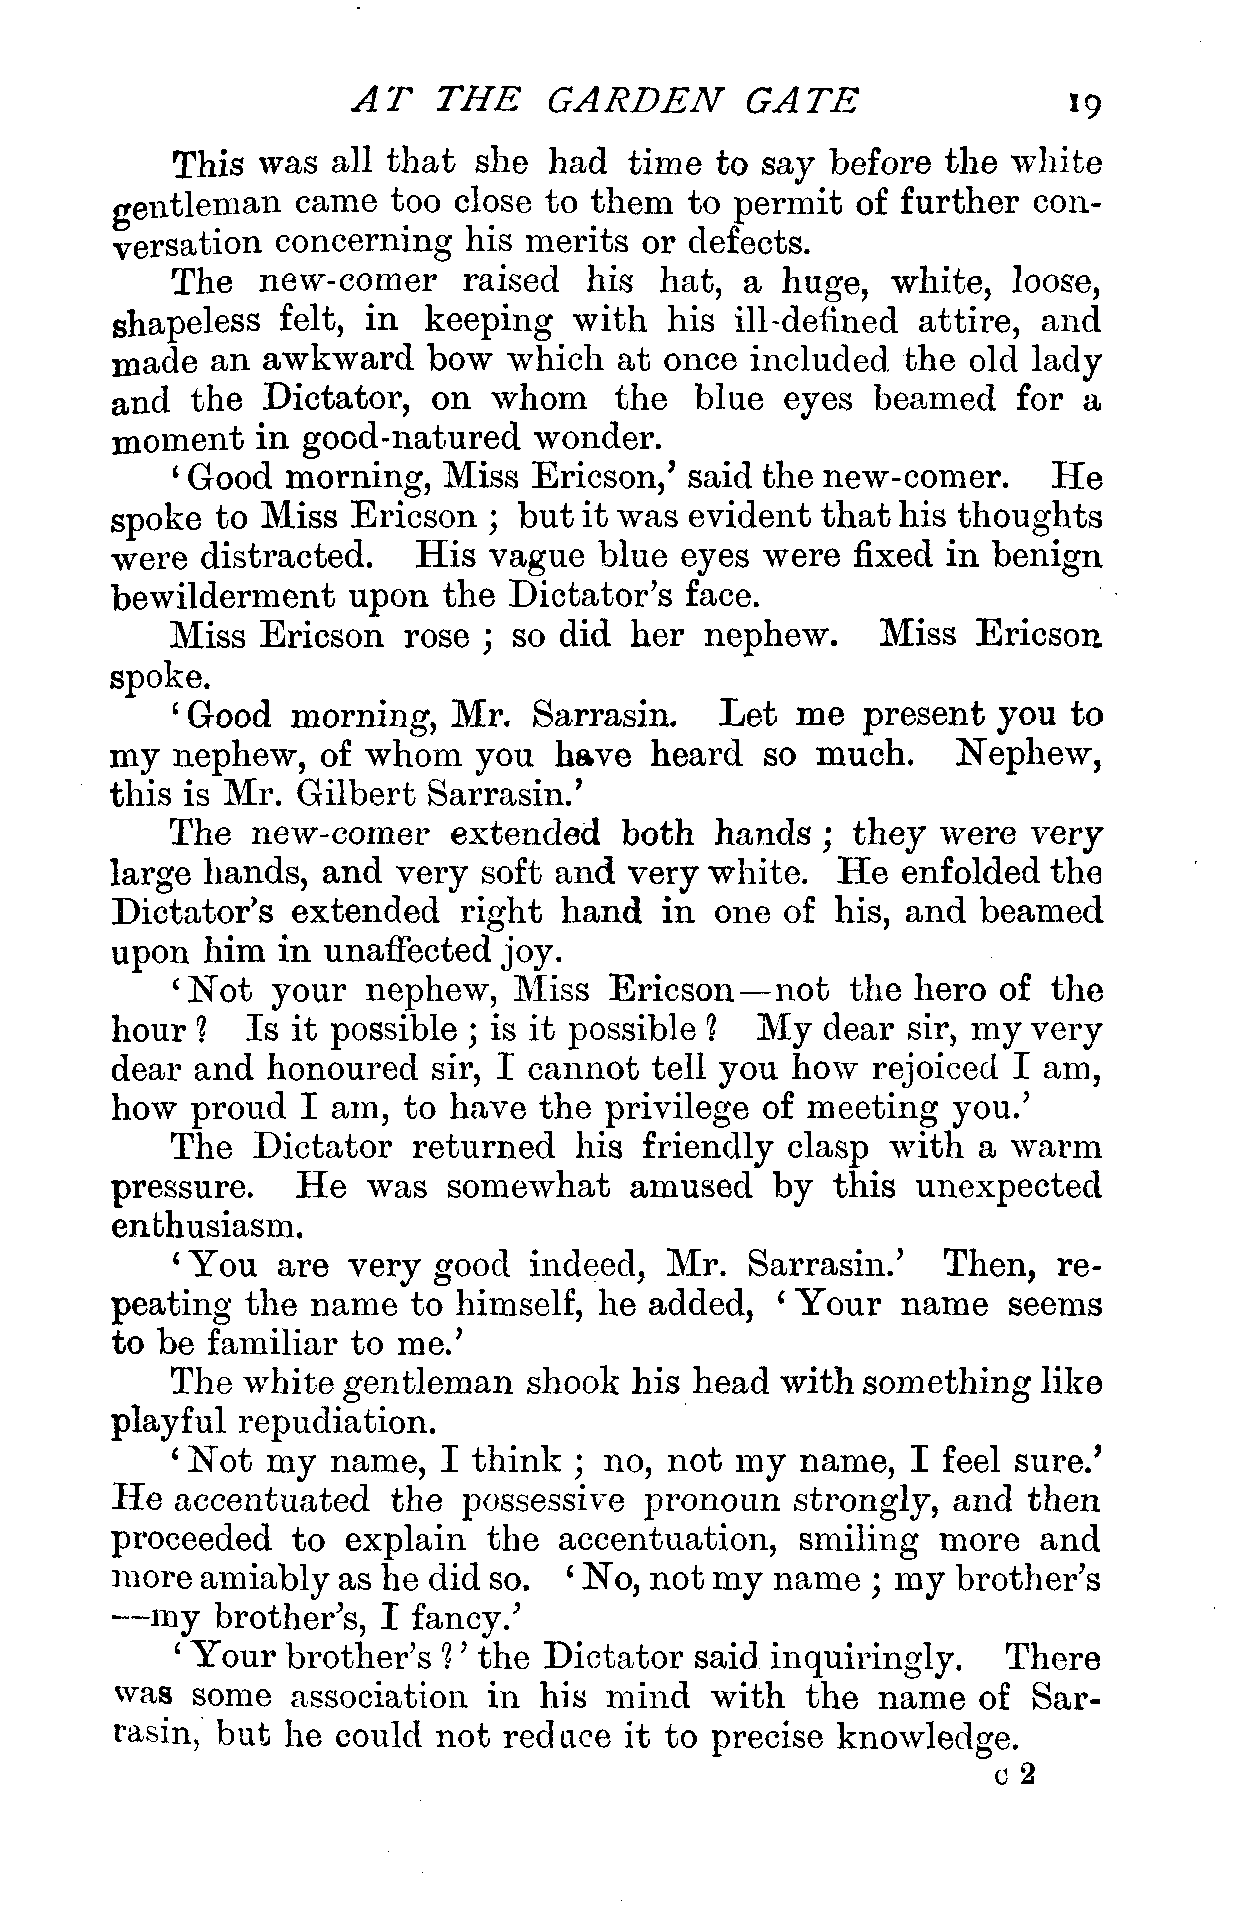 AT THE GARDEN GATE 19
This was all that she had time to say before the white
gentleman came too close to them to permit of further con-
versation concerning his merits or defects.
The new-comer raised his hat, a huge, white, loose,
shapeless felt, in keeping with his ill-defined attire, and
made an awkward bow which at once included the old lady
and the Dictator, on whom the blue eyes beamed for a
moment in good-natured wonder.
‘Good morning, Miss Ericson,’ said the new-comer. He
spoke to Miss Ericson ; but it was evident that his thoughts
were distracted. His vague blue eyes were fixed in benign
bewilderment upon the Dictator’s face.
Miss Ericson rose ; so did her nephew. Miss Ericson
spoke.
‘Good morning, Mr. Sarrasin. Let me present you to
my nephew, of whom you have heard so much. Nephew,
this is Mr. Gilbert Sarrasin.’
The new-comer extended both hands ; they were very
large hands, and very soft and very white. He enfolded the
Dictator’s extended right hand in one of his, and beamed
upon him in unaffected joy.
‘Not your nephew, Miss Ericson—not the hero of the
hour ? Is it possible ; is it possible ? My dear sir, my very
dear and honoured sir, I cannot tell you how rejoiced I am,
how proud I am, to have the privilege of meeting you.’
The Dictator returned his friendly clasp with a warm
pressure. He was somewhat amused by this unexpected
enthusiasm.
‘You are very good indeed, Mr. Sarrasin.’ Then, re-
peating the name to himself, he added, ‘Your name seems
to be familiar to me.’
The white gentleman shook his head with something like
playful repudiation.
‘Not my name, I think ; no, not my name, I feel sure.’
He accentuated the possessive pronoun strongly, and then
proceeded to explain the accentuation, smiling more and
more amiably as he did so. ‘No, not my name ; my brother’s
—my brother’s, I fancy.’
‘Your brother’s ?’ the Dictator said inquiringly. There
was some association in his mind with the name of Sar-
rasin, but he could not reduce it to precise knowledge.
C 2